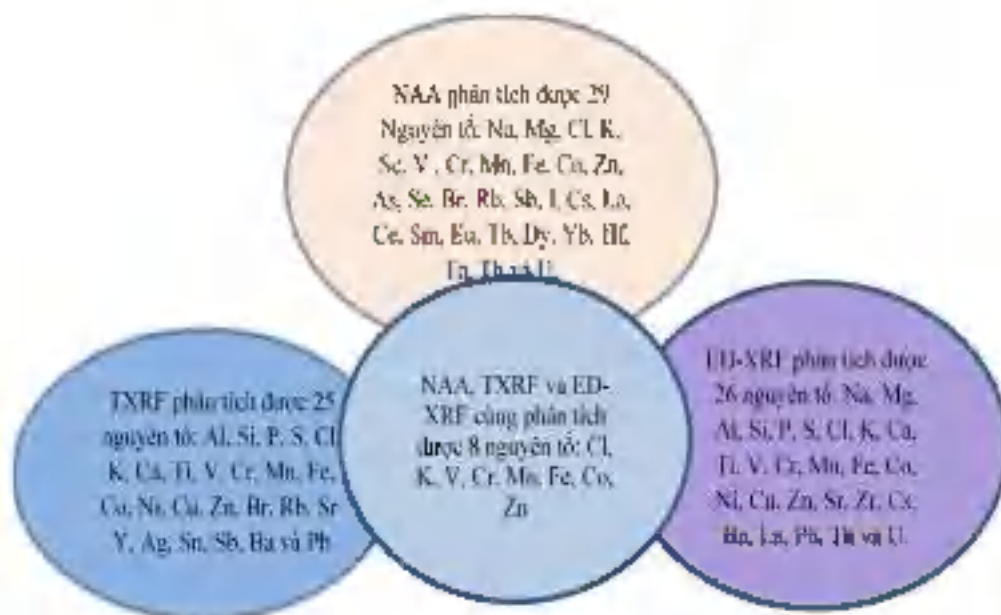 NAA phân tích được 29
Nguyên tố: Na, Mg, Cl, K,
Sc, V, Cr, Mn, Fe, Co, Zn,
As, Se, Br, Rb, Sb, I, Cs, La,
Ce, Sm, Eu, Tb, Dy, Yb, Hf,
Th và U
TXRF phân tích được 25
nguyên tố: Al, Si, P, S, Cl,
K, Ca, Ti, V, Cr, Mn, Fe,
Co, Ni, Cu, Zn, Br, Rb, Sr
Y, Ag, Sn, Sb, Ba và Pb
NAA, TXRF và ED-
XRF cùng phân tích
được 8 nguyên tố: Cl,
K, V, Cr, Mn, Fe, Co,
Zn
ED-XRF phân tích được
26 nguyên tố: Na, Mg,
Al, Si, P, S, Cl, K, Ca,
Ti, V, Cr, Mn, Fe, Co,
Ni, Cu, Zn, Sr, Zr, Cs,
Ba, La, Pb, Th và U.